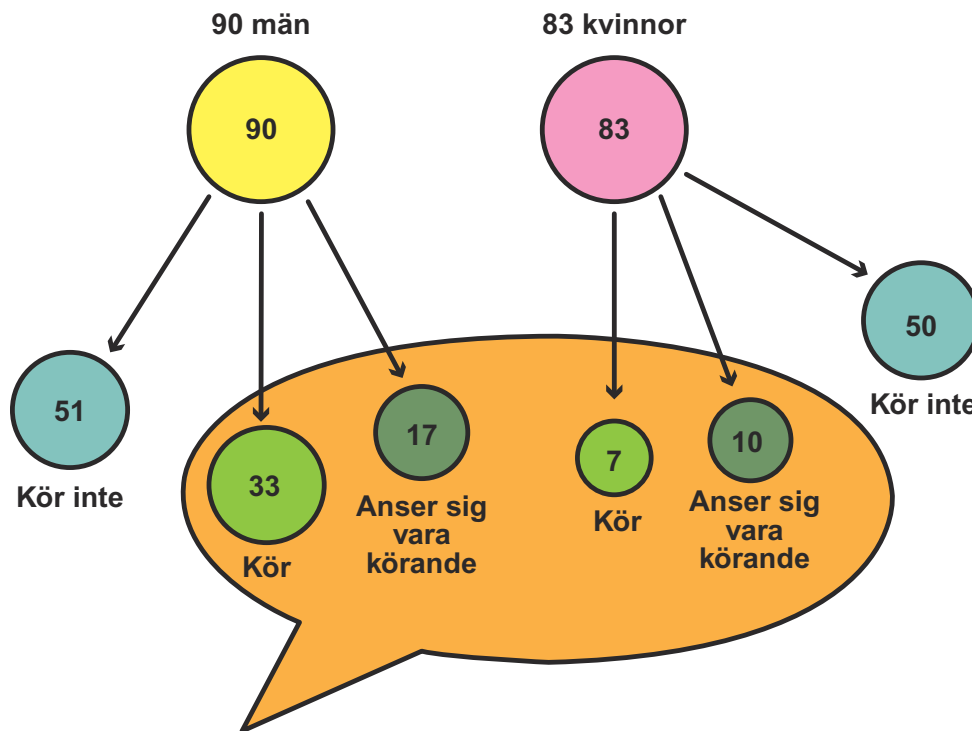 90 män
83 kvinnor
90
83
50
Kör inte
51
Kör inte
33
Kör
17
Anser sig
vara
körande
7
Kör
10
Anser sig
vara
körande